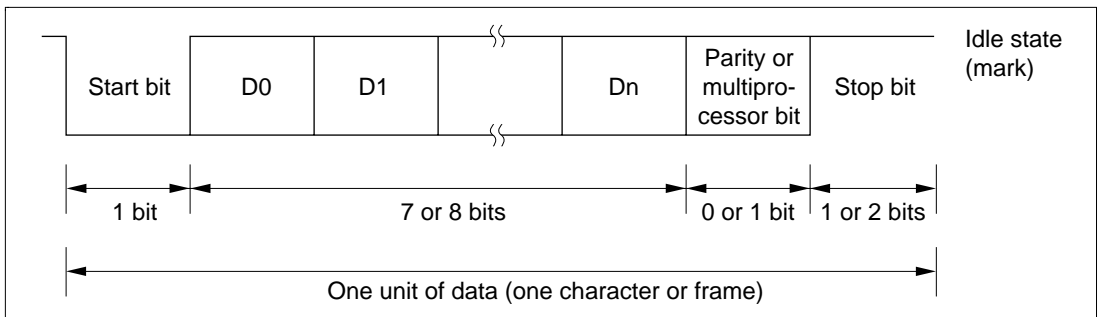 Idle state
(mark)
Start bit
D0
D1
Dn
Parity or
multipro-
cessor bit
Stop bit
1 bit
7 or 8 bits
0 or 1 bit
1 or 2 bits
One unit of data (one character or frame)